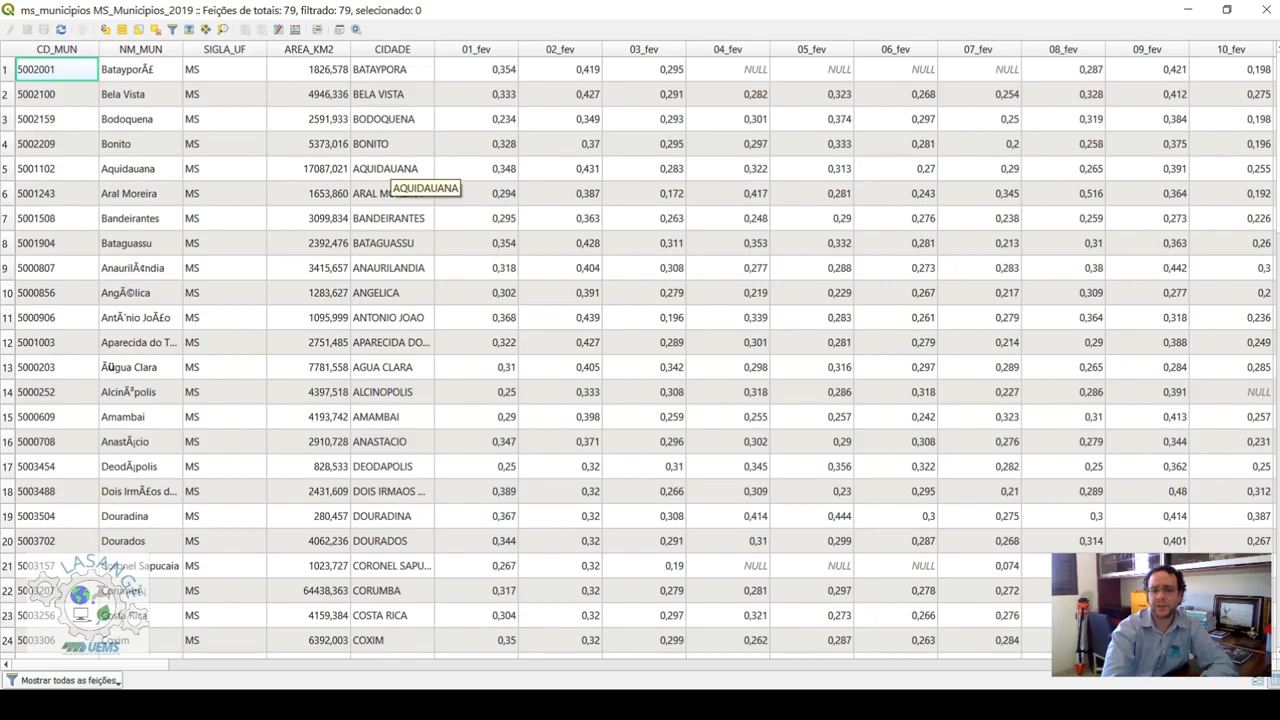 ms_municipios MS_Municipios_2019 :: Feições de totais: 79, filtrado: 79, selecionado: 0
CD_MUN NM_MUN SIGLA_UF AREA_KM2 CIDADE 01_fev 02_fev 03_fev 04_fev 05_fev 06_fev 07_fev 08_fev 09_fev 10_fev
1 5002001 BatayporÃ£ MS 1826,578 BATAYPORA 0,354 0,419 0,295 NULL NULL NULL NULL 0,287 0,421 0,198
2 5002100 Bela Vista MS 4946,336 BELA VISTA 0,333 0,427 0,291 0,282 0,323 0,268 0,254 0,328 0,412 0,275
3 5002159 Bodoquena MS 2591,933 BODOQUENA 0,234 0,349 0,293 0,301 0,374 0,297 0,25 0,319 0,384 0,198
4 5002209 Bonito MS 5373,016 BONITO 0,328 0,37 0,295 0,297 0,333 0,281 0,2 0,258 0,375 0,196
5 5001102 Aquidauana MS 17087,021 AQUIDAUANA 0,348 0,431 0,283 0,322 0,313 0,27 0,29 0,265 0,391 0,255
AQUIDAUANA
6 5001243 Aral Moreira MS 1653,860 ARAL 0,294 0,387 0,172 0,417 0,281 0,243 0,345 0,516 0,364 0,192
7 5001508 Bandeirantes MS 3099,834 BANDEIRANTES 0,295 0,363 0,263 0,248 0,29 0,276 0,238 0,259 0,273 0,226
8 5001904 Bataguassu MS 2392,476 BATAGUASSU 0,354 0,428 0,311 0,353 0,332 0,281 0,213 0,31 0,363 0,26
9 5000807 AnaurilÃ¢ndia MS 3415,657 ANAURILANDIA 0,318 0,404 0,308 0,277 0,288 0,273 0,283 0,38 0,442 0,3
10 5000856 AngÃ©lica MS 1283,627 ANGELICA 0,302 0,391 0,279 0,219 0,229 0,267 0,217 0,309 0,277 0,2
11 5000906 AntÃ´nio JoÃ£o MS 1095,999 ANTONIO JOAO 0,368 0,439 0,196 0,339 0,283 0,261 0,279 0,364 0,318 0,236
12 5001003 Aparecida do T... MS 2751,485 APARECIDA DO... 0,322 0,427 0,289 0,301 0,281 0,279 0,214 0,29 0,388 0,249
13 5000203 gua Clara MS 7781,558 AGUA CLARA 0,31 0,405 0,342 0,298 0,316 0,297 0,289 0,265 0,284 0,285
14 5000252 AlcinÃ³polis MS 4397,518 ALCINOPOLIS 0,25 0,333 0,308 0,318 0,286 0,318 0,227 0,286 0,391 NULL
15 5000609 Amambai MS 4193,742 AMAMBAI 0,29 0,398 0,259 0,255 0,257 0,242 0,323 0,31 0,413 0,257
16 5000708 AnastÃ¡cio MS 2910,728 ANASTACIO 0,347 0,371 0,296 0,302 0,29 0,308 0,276 0,279 0,344 0,231
17 5003454 DeodÃ¡polis MS 828,533 DEODAPOLIS 0,25 0,32 0,31 0,345 0,356 0,322 0,282 0,25 0,362 0,25
18 5003488 Dois IrmÃ£os d... MS 2431,609 DOIS IRMAOS ... 0,389 0,32 0,266 0,309 0,23 0,295 0,21 0,289 0,48 0,312
19 5003504 Douradina MS 280,457 DOURADINA 0,367 0,32 0,308 0,414 0,444 0,3 0,275 0,3 0,414 0,387
20 5003702 Dourados MS 4062,236 DOURADOS 0,344 0,32 0,291 0,31 0,299 0,287 0,268 0,314 0,401 0,267
21 5003157 Coronel Sapucaia MS 1023,727 CORONEL SAPU... 0,267 0,32 0,19 NULL NULL NULL 0,074
22 5003207 MS 64438,363 CORUMBA 0,317 0,32 0,279 0,281 0,297 0,278 0,272
23 5003256 Costa Rica MS 4159,384 COSTA RICA 0,304 0,32 0,297 0,321 0,273 0,266 0,276
24 5003306 Coxim MS 6392,003 COXIM 0,35 0,32 0,299 0,262 0,287 0,263 0,284
LASANGE
UEMS
Mostrar todas as feições